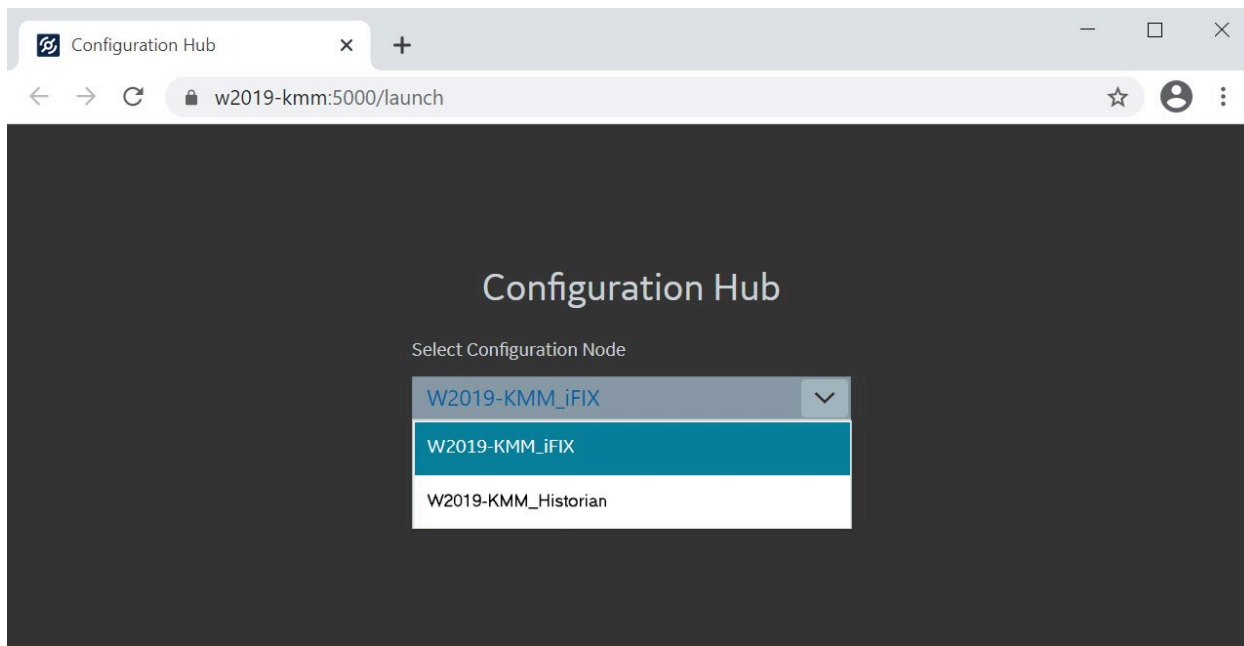 Configuration Hub
w2019-kmm:5000/launch
Configuration Hub
Select Configuration Node
W2019-KMM_iFIX
W2019-KMM_iFIX
W2019-KMM_Historian